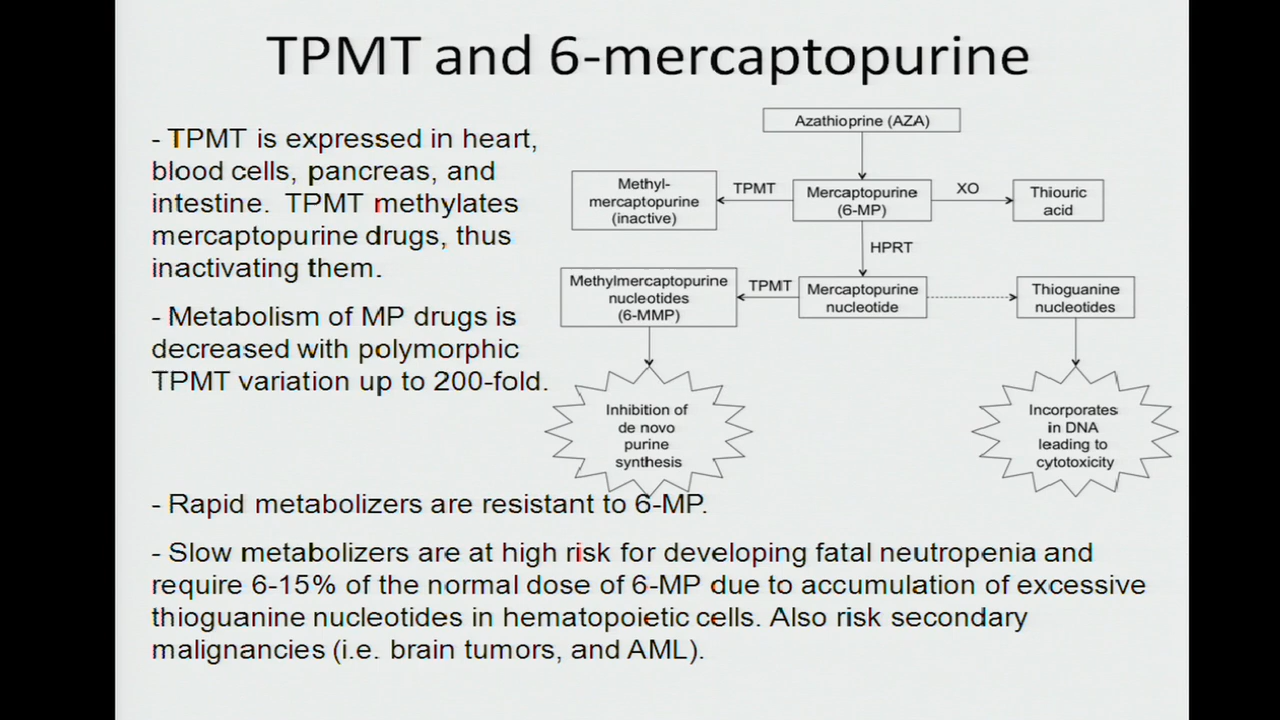 TPMT and 6-mercaptopurine
- TPMT is expressed in heart,
blood cells, pancreas, and
intestine.  TPMT methylates
mercaptopurine drugs, thus
inactivating them.
- Metabolism of MP drugs is
decreased with polymorphic
TPMT variation up to 200-fold.
Azathioprine (AZA)
Methyl-
mercaptopurine
(inactive)
TPMT
Mercaptopurine
(6-MP)
XO
Thiouric
acid
HPRT
Methylmercaptopurine
nucleotides
(6-MMP)
TPMT
Mercaptopurine
nucleotide
Thioguanine
nucleotides
Inhibition of
de novo
purine
synthesis
Incorporates
in DNA
leading to
cytotoxicity
- Rapid metabolizers are resistant to 6-MP.
- Slow metabolizers are at high risk for developing fatal neutropenia and
require 6-15% of the normal dose of 6-MP due to accumulation of excessive
thioguanine nucleotides in hematopoietic cells. Also risk secondary
malignancies (i.e. brain tumors, and AML).